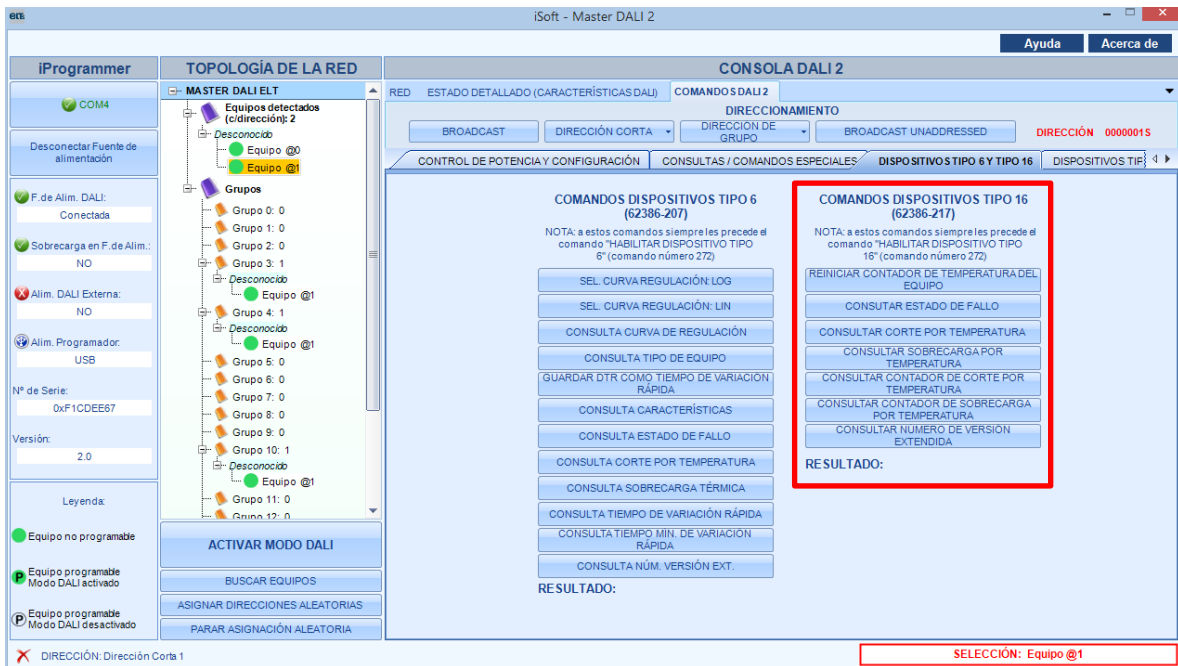 ELT
iSoft - Master DALI 2
Ayuda
Acerca de
iProgrammer
COM4
Desconectar Fuente de
alimentación
F.de Alim. DALI:
Conectada
Sobrecarga en F.de Alim.:
NO
Alim. DALI Externa:
NO
Alim. Programador:
USB
Nº de Serie:
0xF1CDEE67
Versión:
2.0
Leyenda:
Equipo no programable
P Equipo programable
Modo DALI activado
P Equipo programable
Modo DALI desactivado
TOPOLOGÍA DE LA RED
MASTER DALI ELT
Equipos detectados
(c/dirección): 2
Desconocido
Equipo @0
Equipo @1
Grupos
Grupo 0: 0
Grupo 1: 0
Grupo 2: 0
Grupo 3: 1
Desconocido
Equipo @1
Grupo 4: 1
Desconocido
Equipo @1
Grupo 5: 0
Grupo 6: 0
Grupo 7: 0
Grupo 8: 0
Grupo 9: 0
Grupo 10: 1
Desconocido
Equipo @1
Grupo 11: 0
Grupo 12: 0
ACTIVAR MODO DALI
BUSCAR EQUIPOS
ASIGNAR DIRECCIONES ALEATORIAS
PARAR ASIGNACIÓN ALEATORIA
CONSOLA DALI 2
RED ESTADO DETALLADO (CARACTERÍSTICAS DALI) COMANDOS DALI 2
DIRECCIONAMIENTO
BROADCAST
DIRECCIÓN CORTA
DIRECCIÓN DE
GRUPO
BROADCAST UNADDRESSED
DIRECCIÓN 0000001S
CONTROL DE POTENCIA Y CONFIGURACIÓN CONSULTAS / COMANDOS ESPECIALES DISPOSITIVOS TIPO 6 Y TIPO 16 DISPOSITIVOS TIP
COMANDOS DISPOSITIVOS TIPO 6
(62386-207)
NOTA: a estos comandos siempre les precede el
comando "HABILITAR DISPOSITIVO TIPO
6" (comando número 272)
SEL. CURVA REGULACIÓN: LOG
SEL. CURVA REGULACIÓN: LIN
CONSULTA CURVA DE REGULACIÓN
CONSULTA TIPO DE EQUIPO
GUARDAR DTR COMO TIEMPO DE VARIACIÓN
RÁPIDA
CONSULTA CARACTERÍSTICAS
CONSULTA ESTADO DE FALLO
CONSULTA CORTE POR TEMPERATURA
CONSULTA SOBRECARGA TÉRMICA
CONSULTA TIEMPO DE VARIACIÓN RÁPIDA
CONSULTA TIEMPO MÍN. DE VARIACIÓN
RÁPIDA
CONSULTA NÚM. VERSIÓN EXT.
RESULTADO:
COMANDOS DISPOSITIVOS TIPO 16
(62386-217)
NOTA: a estos comandos siempre les precede el
comando "HABILITAR DISPOSITIVO TIPO
16" (comando número 272)
REINICIAR CONTADOR DE TEMPERATURA DEL
EQUIPO
CONSUTAR ESTADO DE FALLO
CONSULTAR CORTE POR TEMPERATURA
CONSULTAR SOBRECARGA POR
TEMPERATURA
CONSULTAR CONTADOR DE CORTE POR
TEMPERATURA
CONSULTAR CONTADOR DE SOBRECARGA
POR TEMPERATURA
CONSULTAR NÚMERO DE VERSIÓN
EXTENDIDA
RESULTADO:
DIRECCIÓN: Dirección Corta 1
SELECCIÓN: Equipo @1